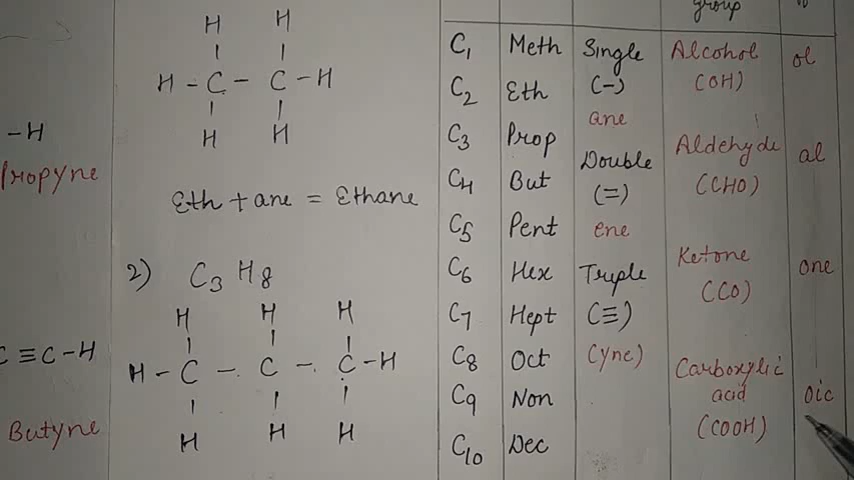 -H
Propyne
C≡C-H
Butyne
H H
| |
H-C-C-H
| |
H H
Eth + ane = Ethane
2) C3H8
H H H
| | |
H-C-C-C-H
| | |
H H H
group
C1 Meth
C2 Eth
C3 Prop
C4 But
C5 Pent
C6 Hex
C7 Hept
C8 Oct
C9 Non
C10 Dec
Single
(-)
ane
Double
(=)
ene
Triple
(≡)
(yne)
Alcohol
(OH)
ol
Aldehyde
(CHO)
al
Ketone
(CO)
one
Carboxylic
acid
(COOH)
oic